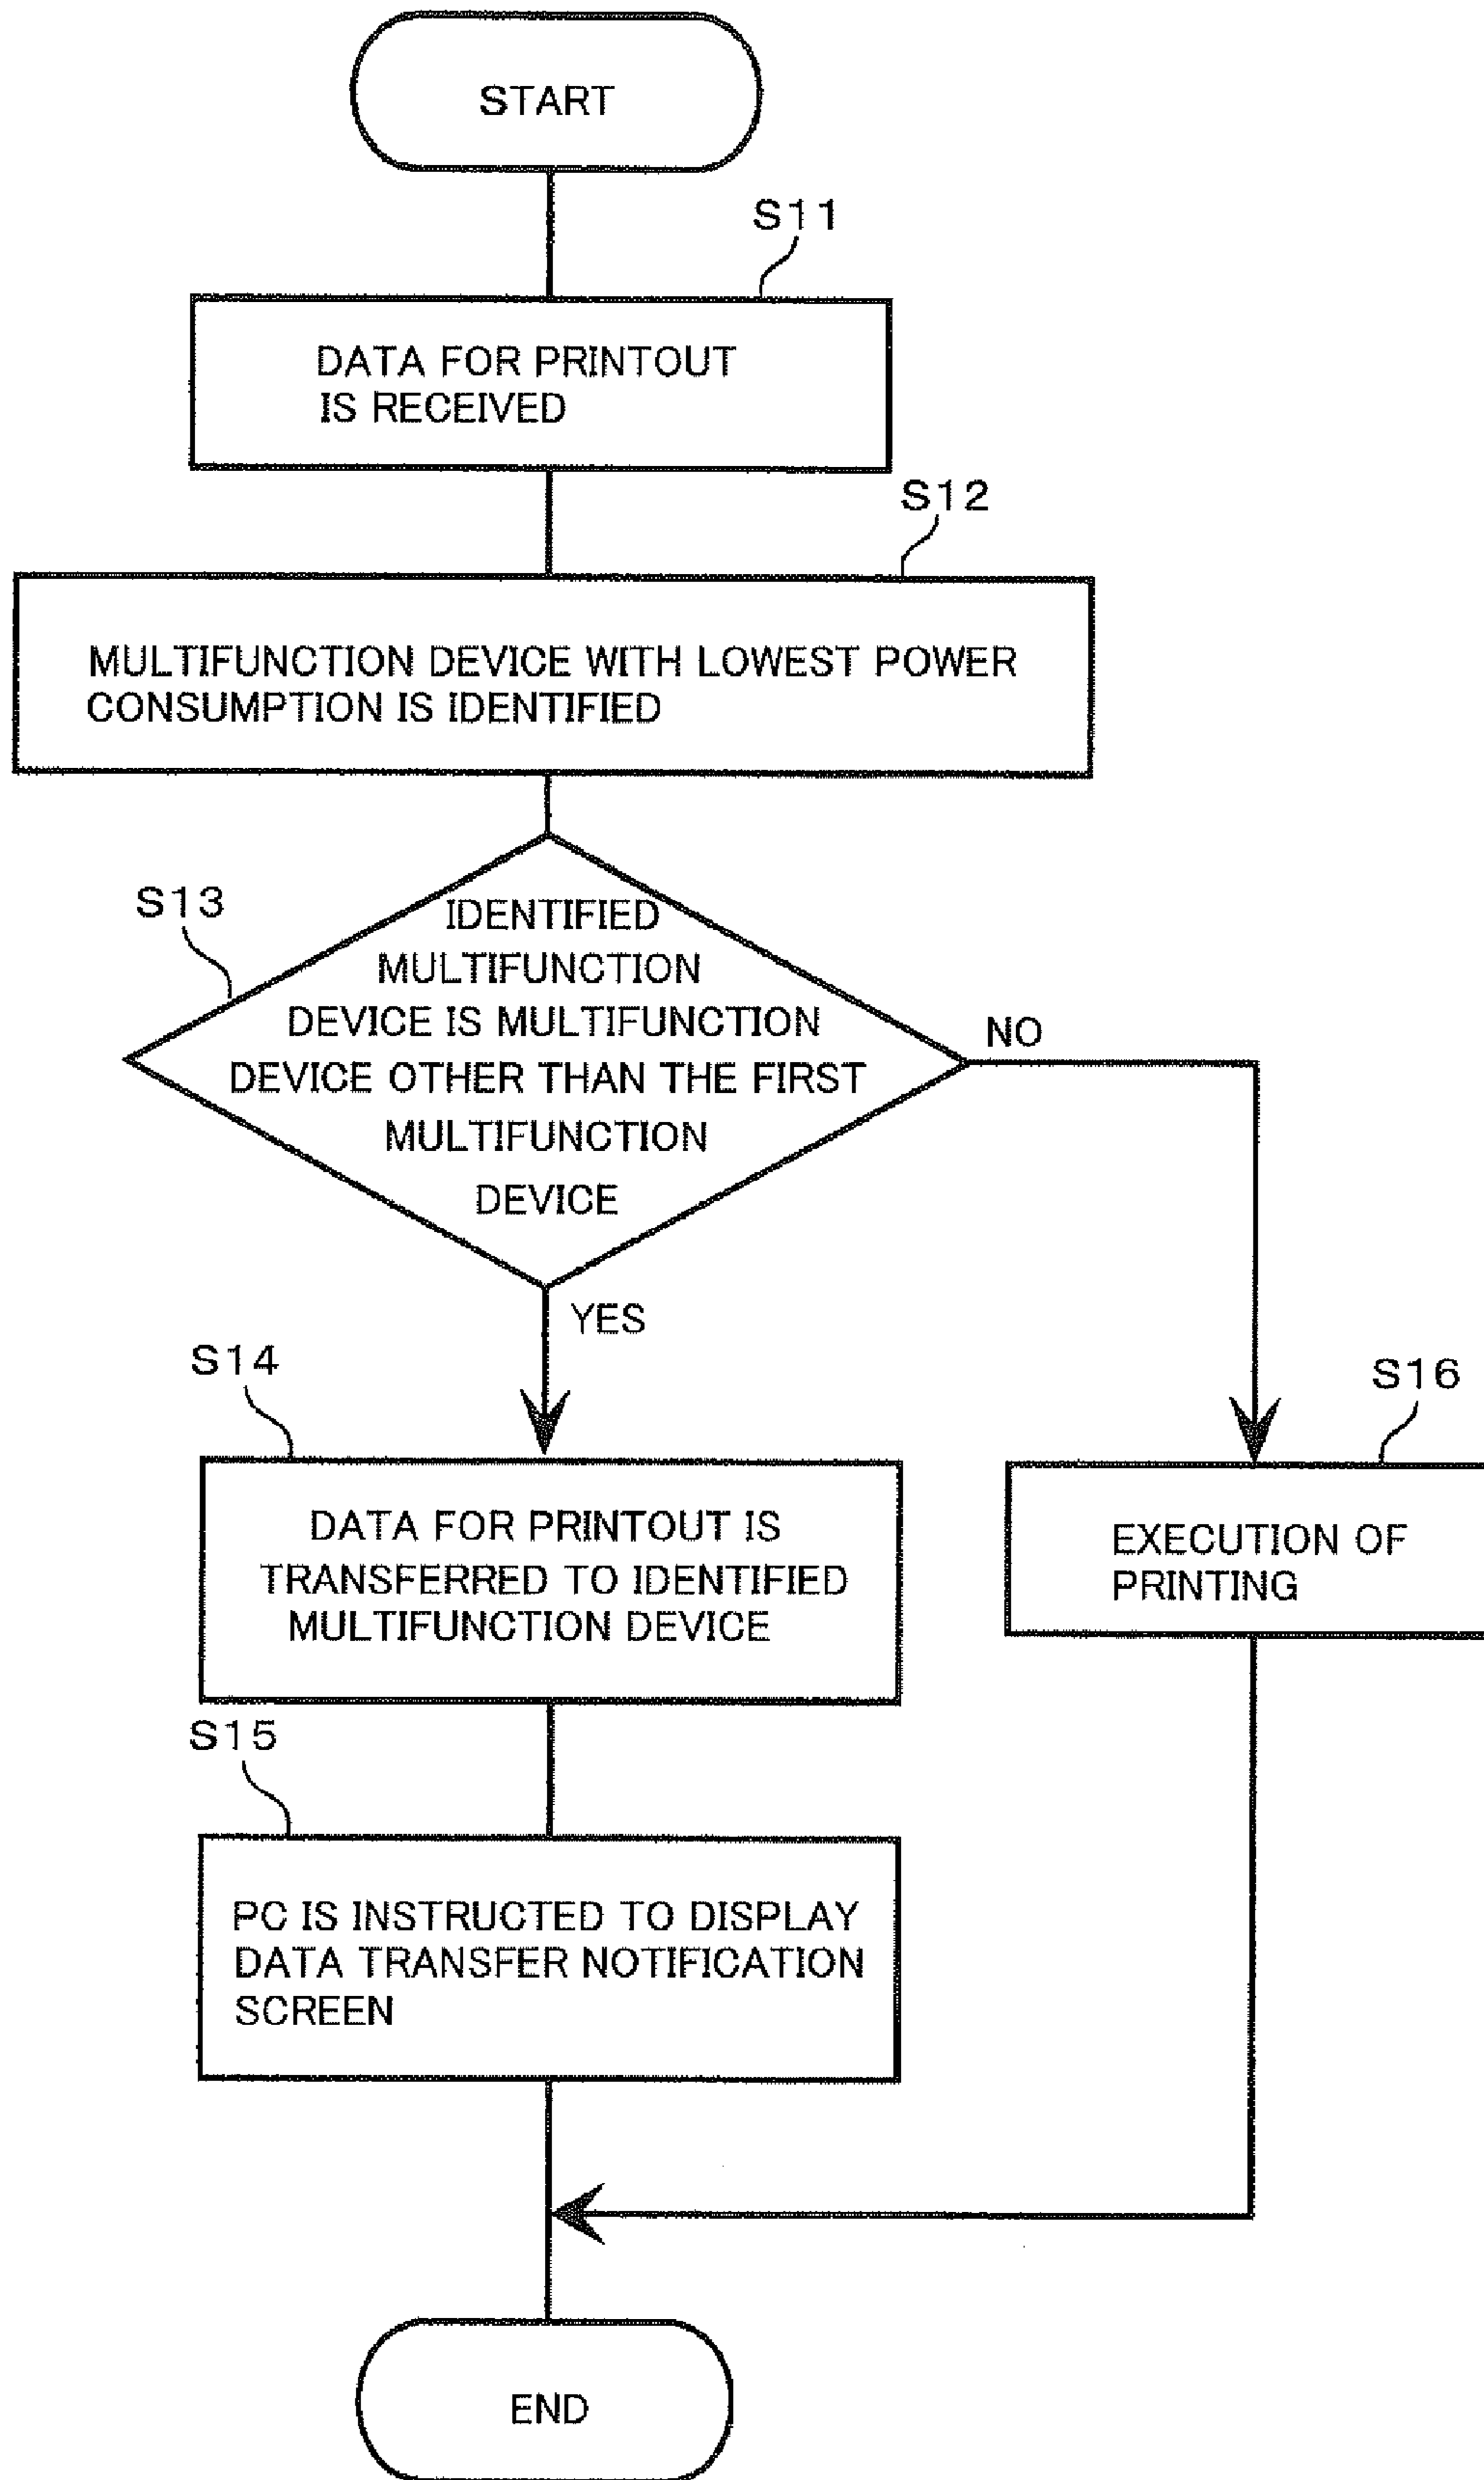 START
S11
DATA FOR PRINTOUT
IS RECEIVED
S12
MULTIFUNCTION DEVICE WITH LOWEST POWER
CONSUMPTION IS IDENTIFIED
S13
IDENTIFIED
MULTIFUNCTION
DEVICE IS MULTIFUNCTION
DEVICE OTHER THAN THE FIRST
MULTIFUNCTION
DEVICE
NO
YES
S14
DATA FOR PRINTOUT IS
TRANSFERRED TO IDENTIFIED
MULTIFUNCTION DEVICE
S16
EXECUTION OF
PRINTING
S15
PC IS INSTRUCTED TO DISPLAY
DATA TRANSFER NOTIFICATION
SCREEN
END